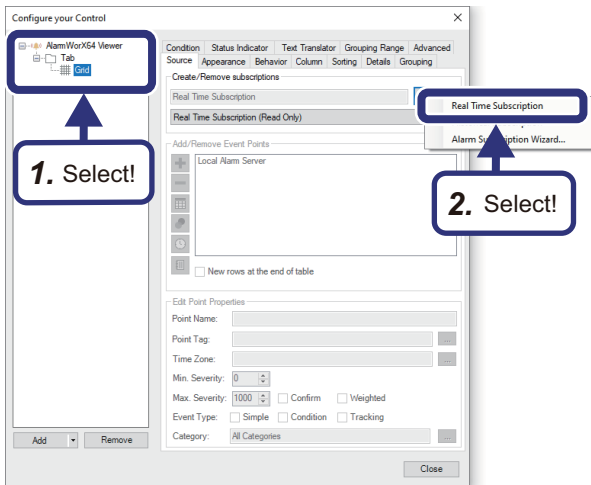 Configure your Control
AlarmWorX64 Viewer
Tab
Grid
Condition Status Indicator Text Translator Grouping Range Advanced
Source Appearance Behavior Column Sorting Details Grouping
Create/Remove subscriptions
Real Time Subscription
Real Time Subscription (Read Only)
Real Time Subscription
Alarm Subscription Wizard...
1. Select!
2. Select!
Add/Remove Event Points
Local Alarm Server
New rows at the end of table
Edit Point Properties
Point Name:
Point Tag:
...
Time Zone:
...
Min. Severity: 0
Max. Severity: 1000 Confirm Weighted
Event Type: Simple Condition Tracking
Category: All Categories ...
Add Remove
Close